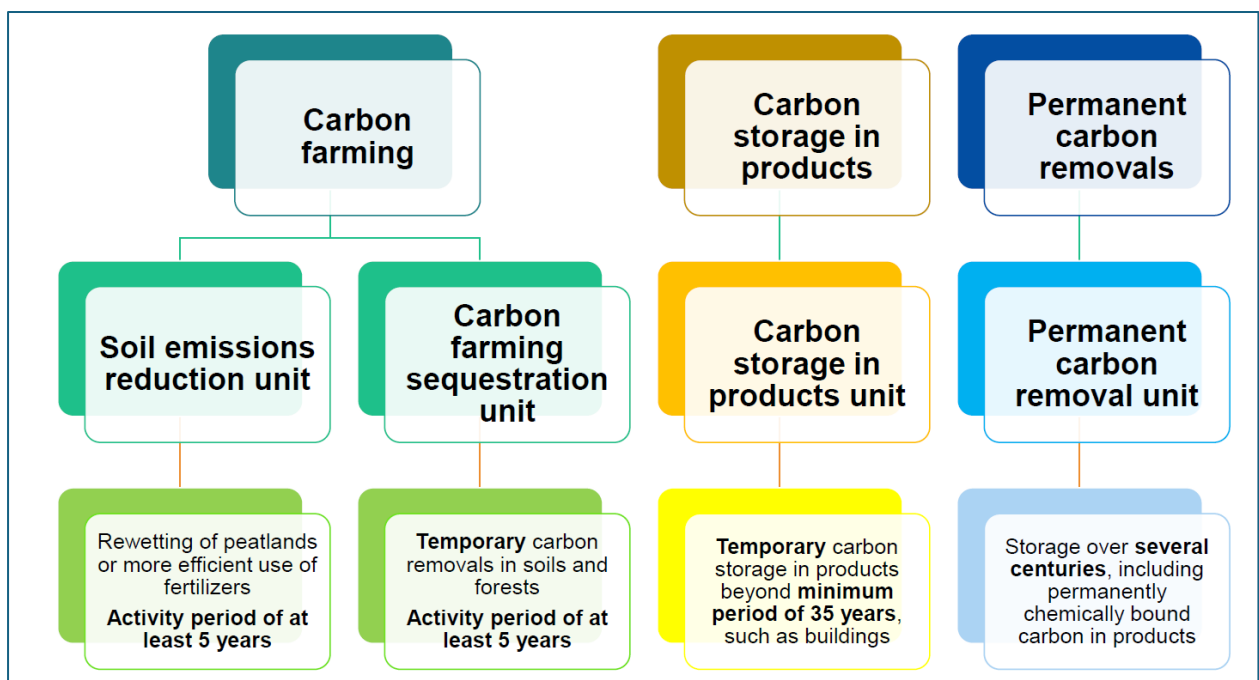 Carbon
farming
Carbon
storage in
products
Permanent
carbon
removals
Soil emissions
reduction unit
Carbon
farming
sequestration
unit
Carbon
storage in
products unit
Permanent
carbon
removal unit
Rewetting of peatlands
or more efficient use of
fertilizers
Activity period of at
least 5 years
Temporary carbon
removals in soils and
forests
Activity period of at
least 5 years
Temporary carbon
storage in products
beyond minimum
period of 35 years,
such as buildings
Storage over several
centuries, including
permanently
chemically bound
carbon in products